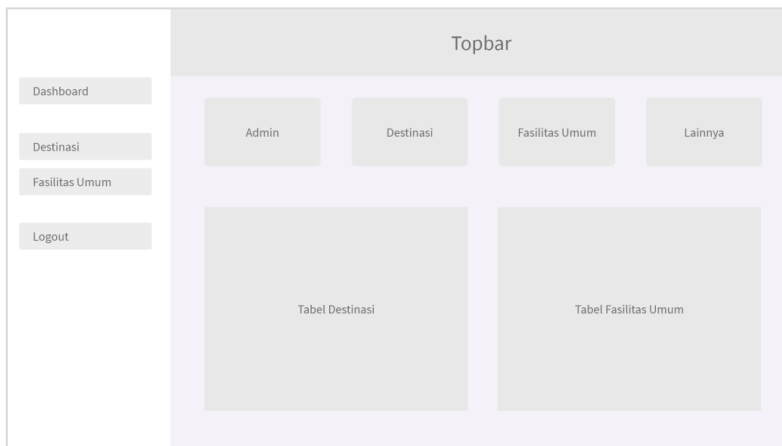 Topbar
Dashboard
Destinasi
Fasilitas Umum
Logout
Admin
Destinasi
Fasilitas Umum
Lainnya
Tabel Destinasi
Tabel Fasilitas Umum